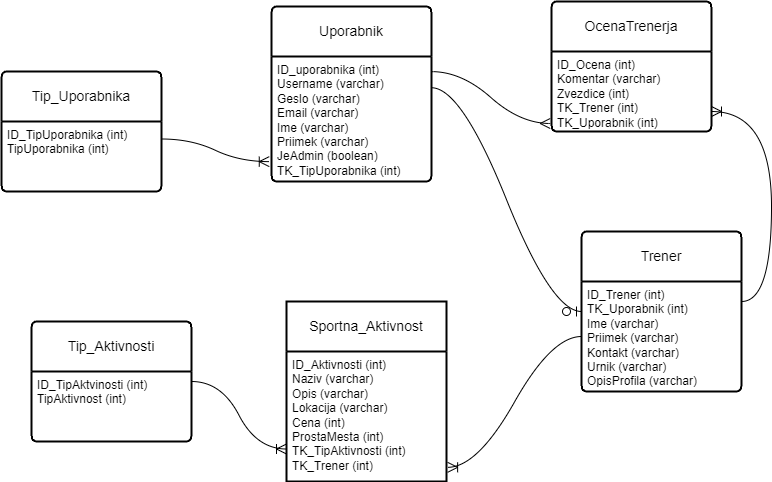 Tip_Uporabnika
ID_TipUporabnika (int)
TipUporabnika (int)
Uporabnik
ID_uporabnika (int)
Username (varchar)
Geslo (varchar)
Email (varchar)
Ime (varchar)
Priimek (varchar)
JeAdmin (boolean)
TK_TipUporabnika (int)
OcenaTrenerja
ID_Ocena (int)
Komentar (varchar)
Zvezdice (int)
TK_Trener (int)
TK_Uporabnik (int)
Trener
ID_Trener (int)
TK_Uporabnik (int)
Ime (varchar)
Priimek (varchar)
Kontakt (varchar)
Urnik (varchar)
OpisProfila (varchar)
Tip_Aktivnosti
ID_TipAktvinosti (int)
TipAktivnost (int)
Sportna_Aktivnost
ID_Aktivnosti (int)
Naziv (varchar)
Opis (varchar)
Lokacija (varchar)
Cena (int)
ProstaMesta (int)
TK_TipAktivnosti (int)
TK_Trener (int)